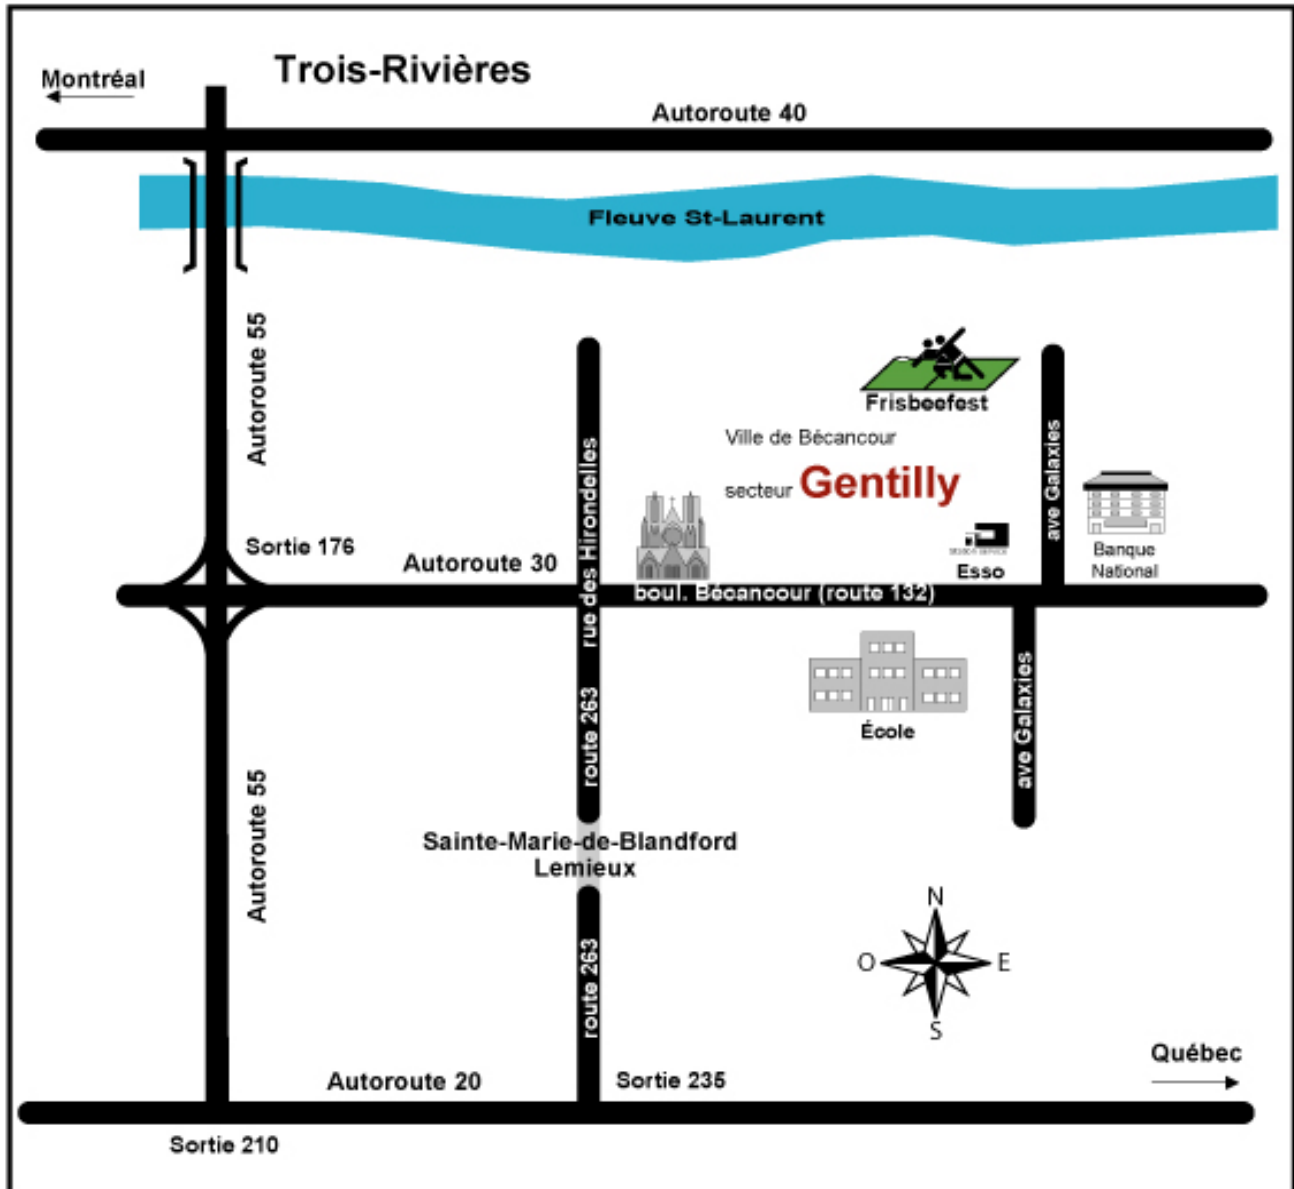 Trois-Rivières
Montréal
Autoroute 40
Fleuve St-Laurent
Autoroute 55
Frisbeefest
Ville de Bécancour
secteur Gentilly
rue des Hirondelles
ave Galaxies
Sortie 176
Autoroute 30
Esso
Banque
National
boul. Bécancour (route 132)
École
route 263
ave Galaxies
Autoroute 55
Sainte-Marie-de-Blandford
Lemieux
N
O
E
S
route 263
Québec
Autoroute 20
Sortie 235
Sortie 210